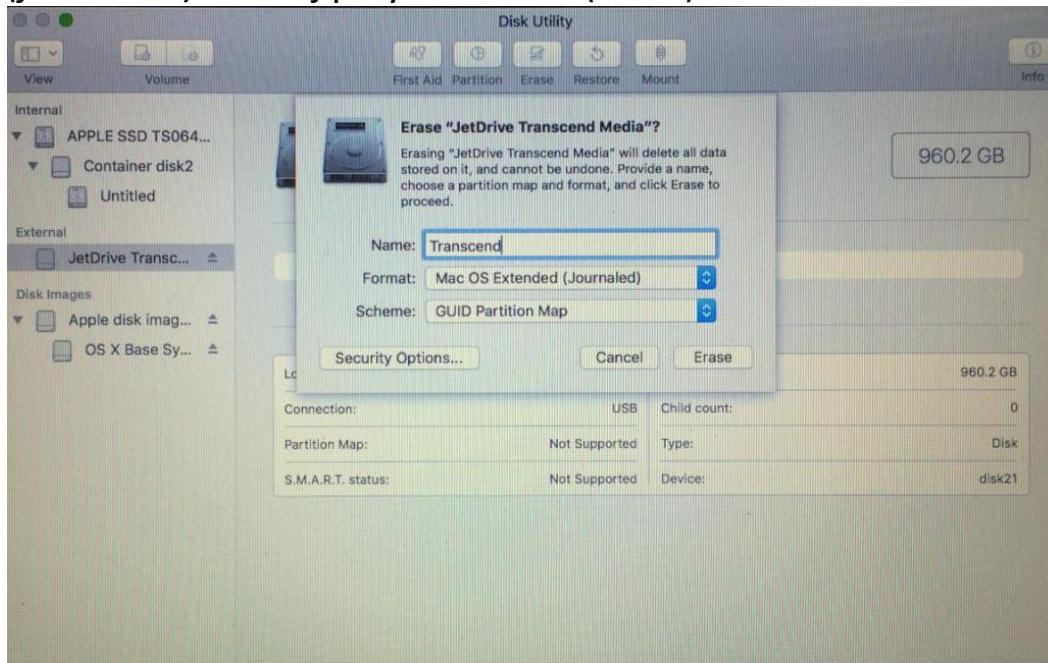 Disk Utility
View
Volume
First Aid
Partition
Erase
Restore
Mount
Info
Internal
APPLE SSD TS064...
Container disk2
Untitled
External
JetDrive Transc...
Disk Images
Apple disk imag...
OS X Base Sy...
Erase “JetDrive Transcend Media”?
Erasing “JetDrive Transcend Media” will delete all data
stored on it, and cannot be undone. Provide a name,
choose a partition map and format, and click Erase to
proceed.
Name: Transcend
Format: Mac OS Extended (Journaled)
Scheme: GUID Partition Map
Security Options...
Cancel
Erase
960.2 GB
960.2 GB
Connection: USB
Child count: 0
Partition Map: Not Supported
Type: Disk
S.M.A.R.T. status: Not Supported
Device: disk21